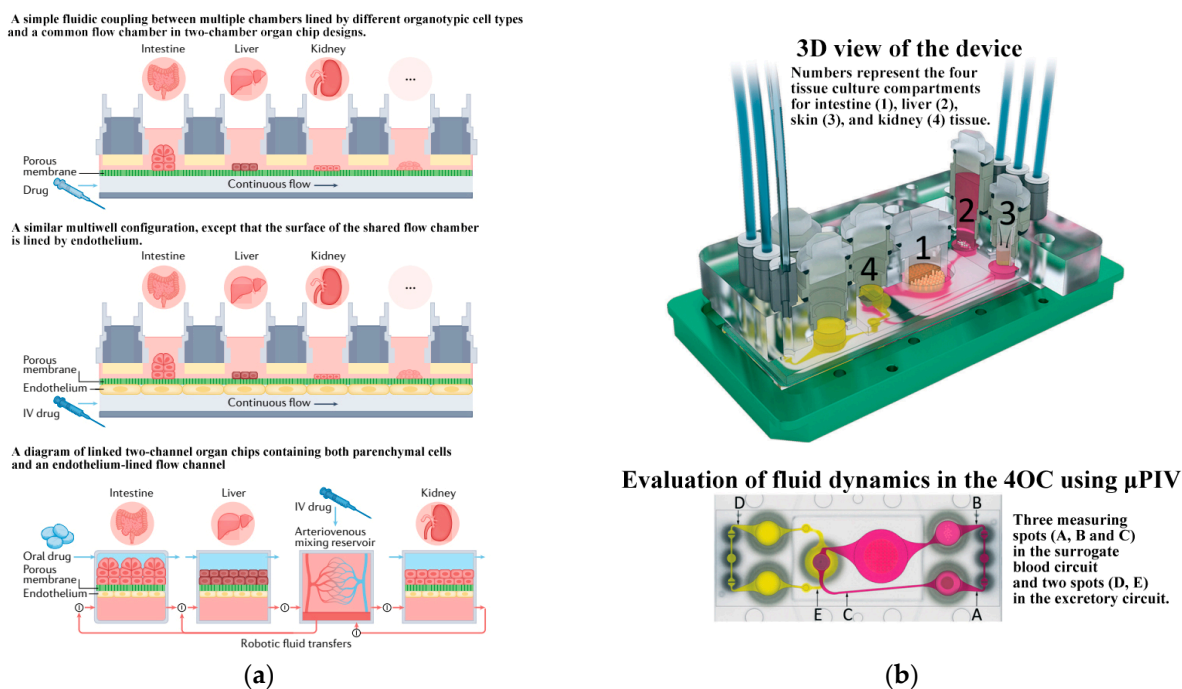 A simple fluidic coupling between multiple chambers lined by different organotypic cell types
and a common flow chamber in two-chamber organ chip designs.
Intestine
Liver
Kidney
...
Porous
membrane
Drug
Continuous flow
A similar multiwell configuration, except that the surface of the shared flow chamber
is lined by endothelium.
Intestine
Liver
Kidney
...
Porous
membrane
Endothelium
IV drug
Continuous flow
A diagram of linked two-channel organ chips containing both parenchymal cells
and an endothelium-lined flow channel
Intestine
Liver
IV drug
Arteriovenous
mixing reservoir
Kidney
Oral drug
Porous
membrane
Endothelium
Robotic fluid transfers
(a)
3D view of the device
Numbers represent the four
tissue culture compartments
for intestine (1), liver (2),
skin (3), and kidney (4) tissue.
2
3
1
4
Evaluation of fluid dynamics in the 4OC using µPIV
D
B
E
C
A
Three measuring
spots (A, B and C)
in the surrogate
blood circuit
and two spots (D, E)
in the excretory circuit.
(b)